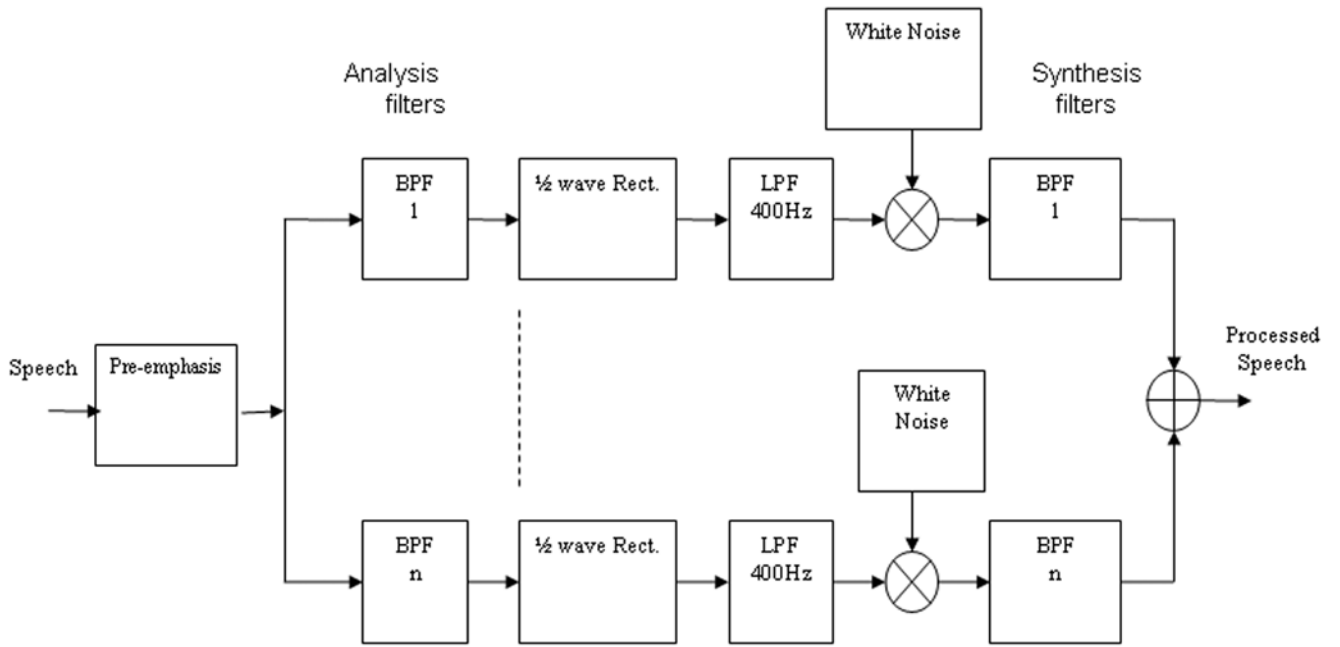 White Noise
Analysis
filters
Synthesis
filters
BPF
1
½ wave Rect.
LPF
400Hz
BPF
1
Speech
Pre-emphasis
White
Noise
Processed
Speech
BPF
n
½ wave Rect.
LPF
400Hz
BPF
n